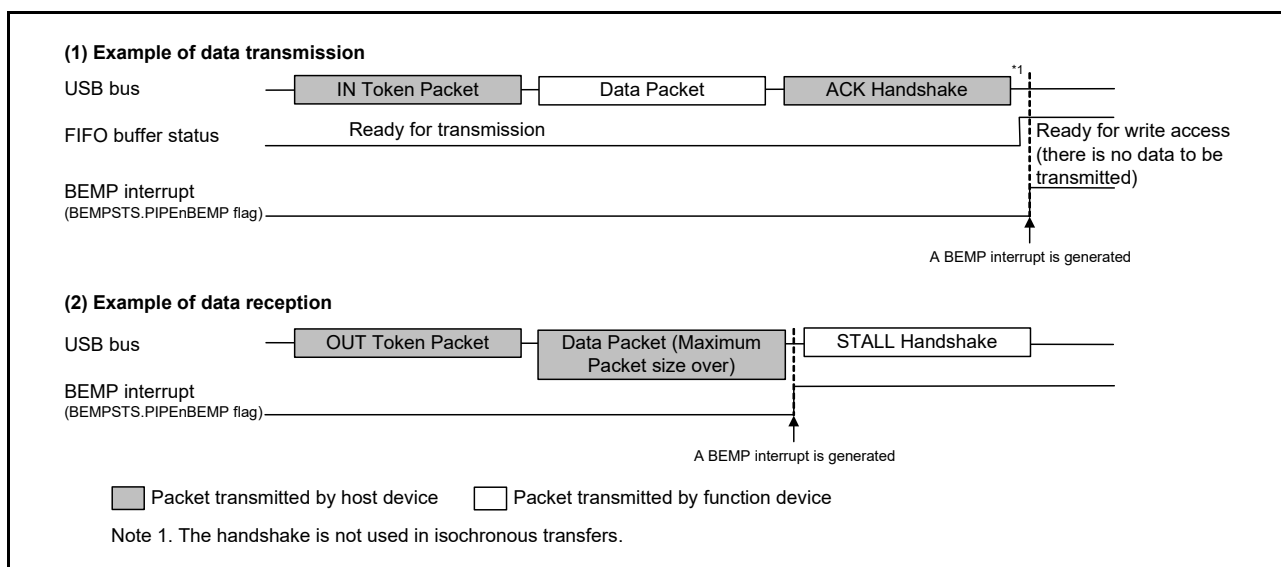 (1) Example of data transmission
USB bus
IN Token Packet
Data Packet
ACK Handshake
*1
FIFO buffer status
Ready for transmission
Ready for write access
(there is no data to be
transmitted)
BEMP interrupt
(BEMPSTS.PIPEnBEMP flag)
A BEMP interrupt is generated
(2) Example of data reception
USB bus
OUT Token Packet
Data Packet (Maximum
Packet size over)
STALL Handshake
BEMP interrupt
(BEMPSTS.PIPEnBEMP flag)
A BEMP interrupt is generated
Packet transmitted by host device
Packet transmitted by function device
Note 1. The handshake is not used in isochronous transfers.